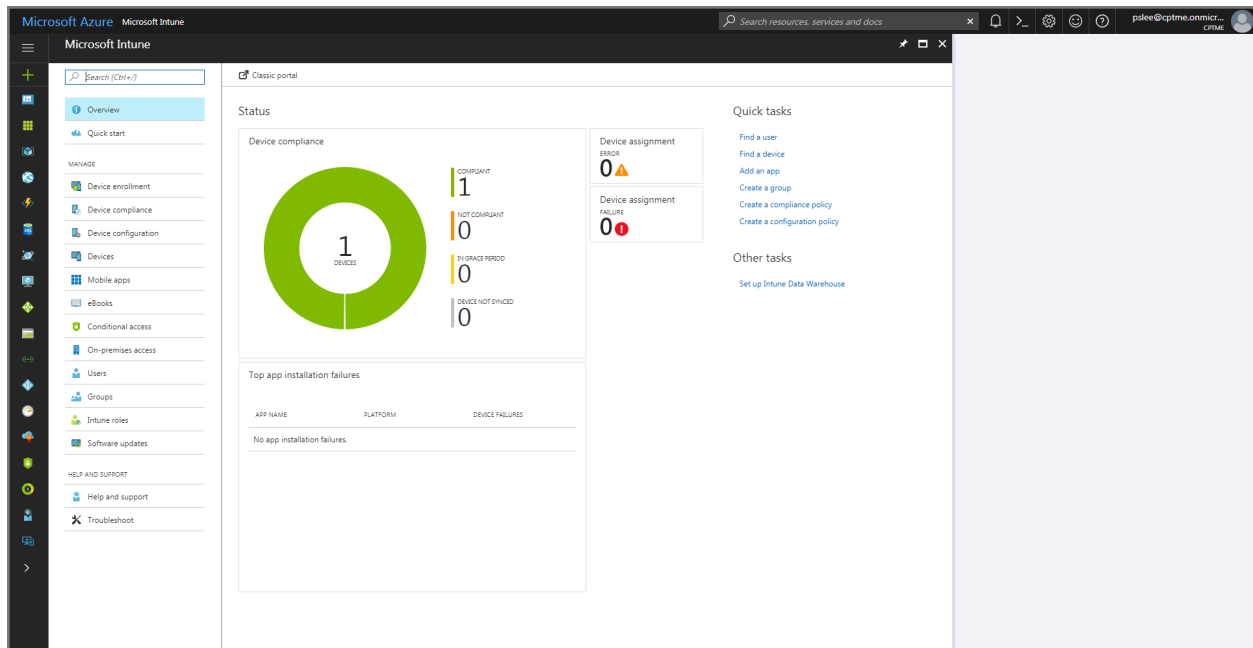 Microsoft Azure Microsoft Intune
Search resources, services and docs
pslee@cptme.onmicr...
CPTME
Microsoft Intune
Search (Ctrl+/)
Overview
Quick start
MANAGE
Device enrollment
Device compliance
Device configuration
Devices
Mobile apps
eBooks
Conditional access
On-premises access
Users
Groups
Intune roles
Software updates
HELP AND SUPPORT
Help and support
Troubleshoot
Classic portal
Status
Device compliance
1
DEVICES
COMPLIANT
1
NOT COMPLIANT
0
IN GRACE PERIOD
0
DEVICE NOT SYNCED
0
Device assignment
ERROR
0
Device assignment
FAILURE
0
Top app installation failures
APP NAME PLATFORM DEVICE FAILURES
No app installation failures.
Quick tasks
Find a user
Find a device
Add an app
Create a group
Create a compliance policy
Create a configuration policy
Other tasks
Set up Intune Data Warehouse